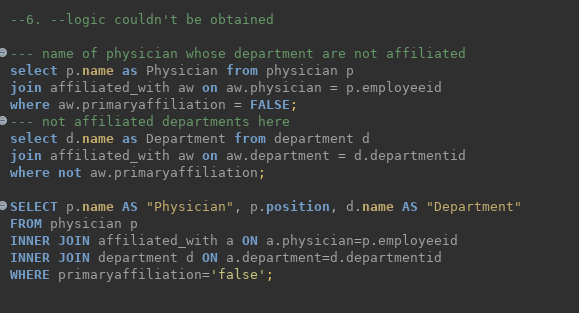 --6. --logic couldn't be obtained
--- name of physician whose department are not affiliated
select p.name as Physician from physician p
join affiliated_with aw on aw.physician = p.employeeid
where aw.primaryaffiliation = FALSE;
--- not affiliated departments here
select d.name as Department from department d
join affiliated_with aw on aw.department = d.departmentid
where not aw.primaryaffiliation;
SELECT p.name AS "Physician", p.position, d.name AS "Department"
FROM physician p
INNER JOIN affiliated_with a ON a.physician=p.employeeid
INNER JOIN department d ON a.department=d.departmentid
WHERE primaryaffiliation='false';